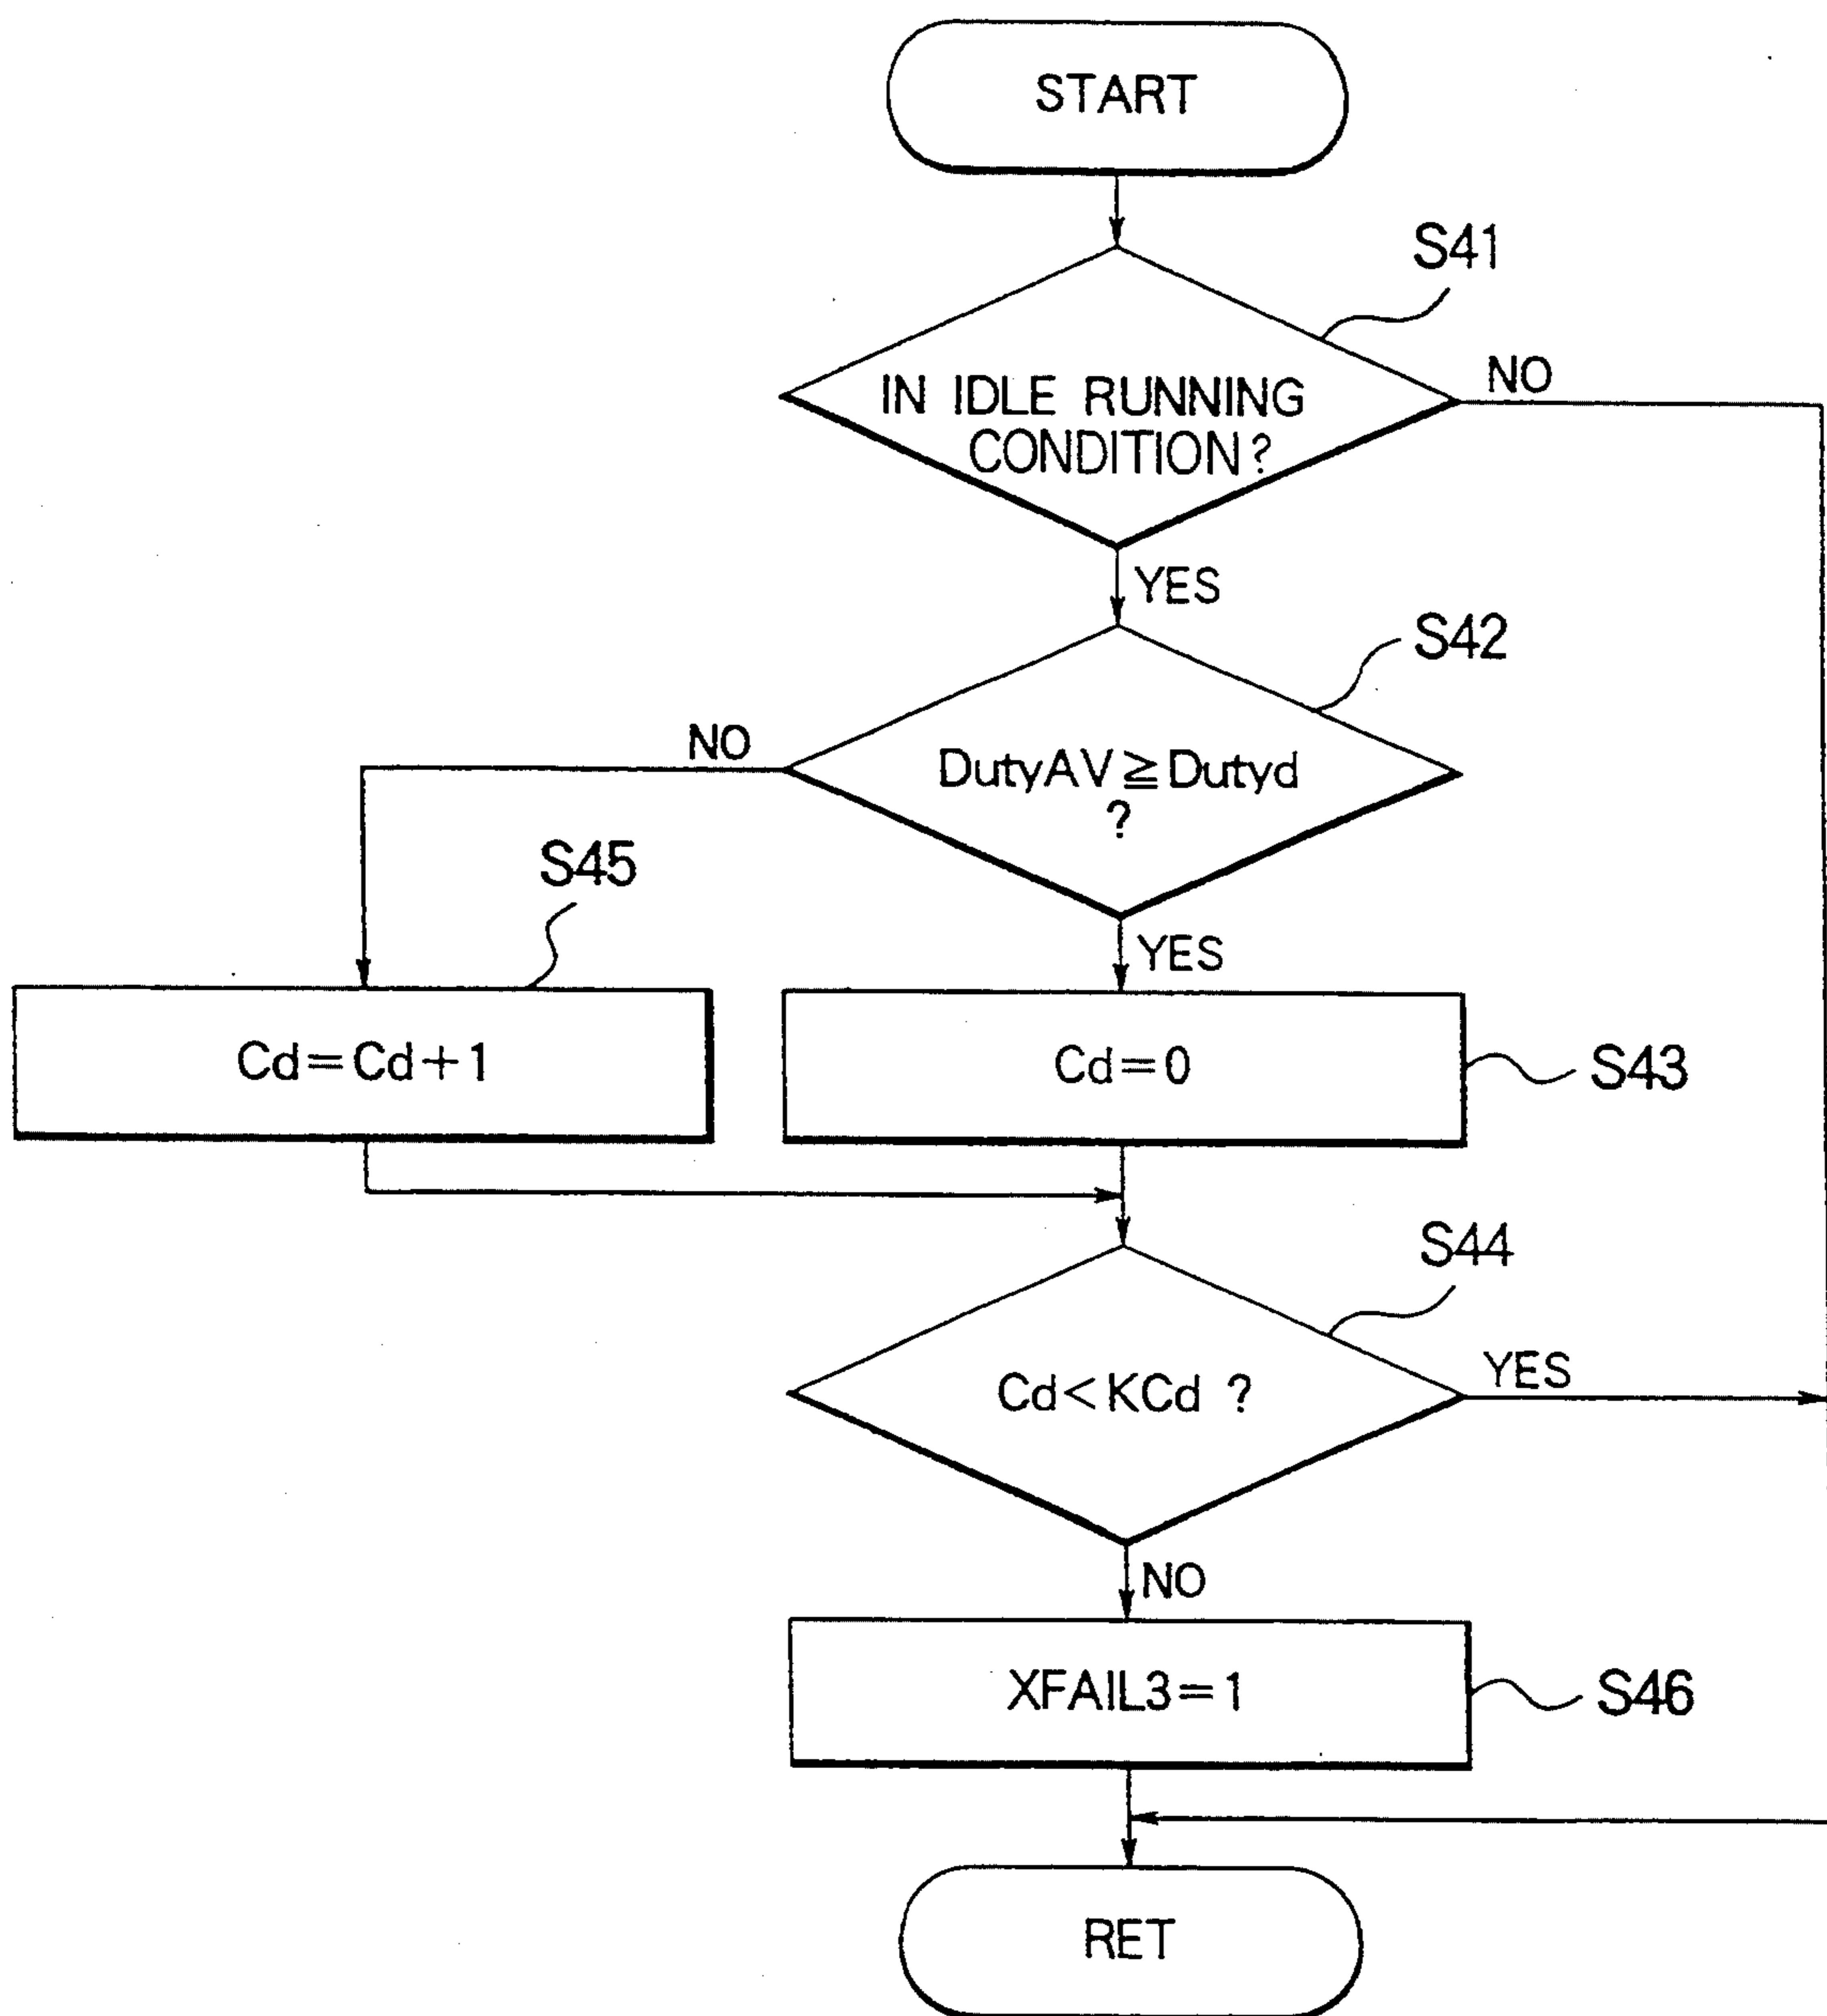 START
S41
IN IDLE RUNNING
CONDITION?
NO
YES
S42
DutyAV≧Dutyd
?
NO
YES
S45
Cd=Cd+1
Cd=0
S43
S44
Cd<KCd ?
YES
NO
XFAIL3=1
S46
RET